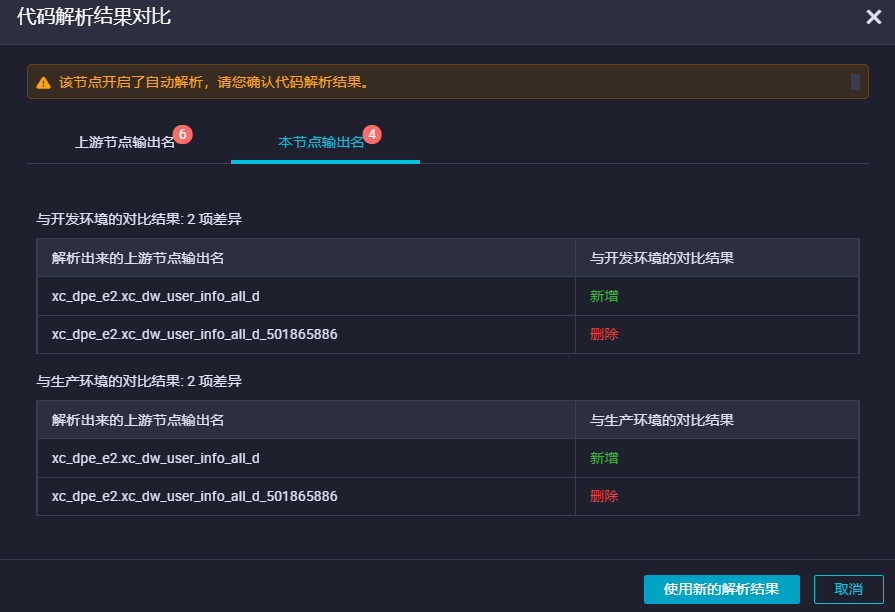 代码解析结果对比
该节点开启了自动解析，请您确认代码解析结果。
上游节点输出名 6 本节点输出名 4
与开发环境的对比结果: 2 项差异
解析出来的上游节点输出名 与开发环境的对比结果
xc_dpe_e2.xc_dw_user_info_all_d 新增
xc_dpe_e2.xc_dw_user_info_all_d_501865886 删除
与生产环境的对比结果: 2 项差异
解析出来的上游节点输出名 与生产环境的对比结果
xc_dpe_e2.xc_dw_user_info_all_d 新增
xc_dpe_e2.xc_dw_user_info_all_d_501865886 删除
使用新的解析结果 取消